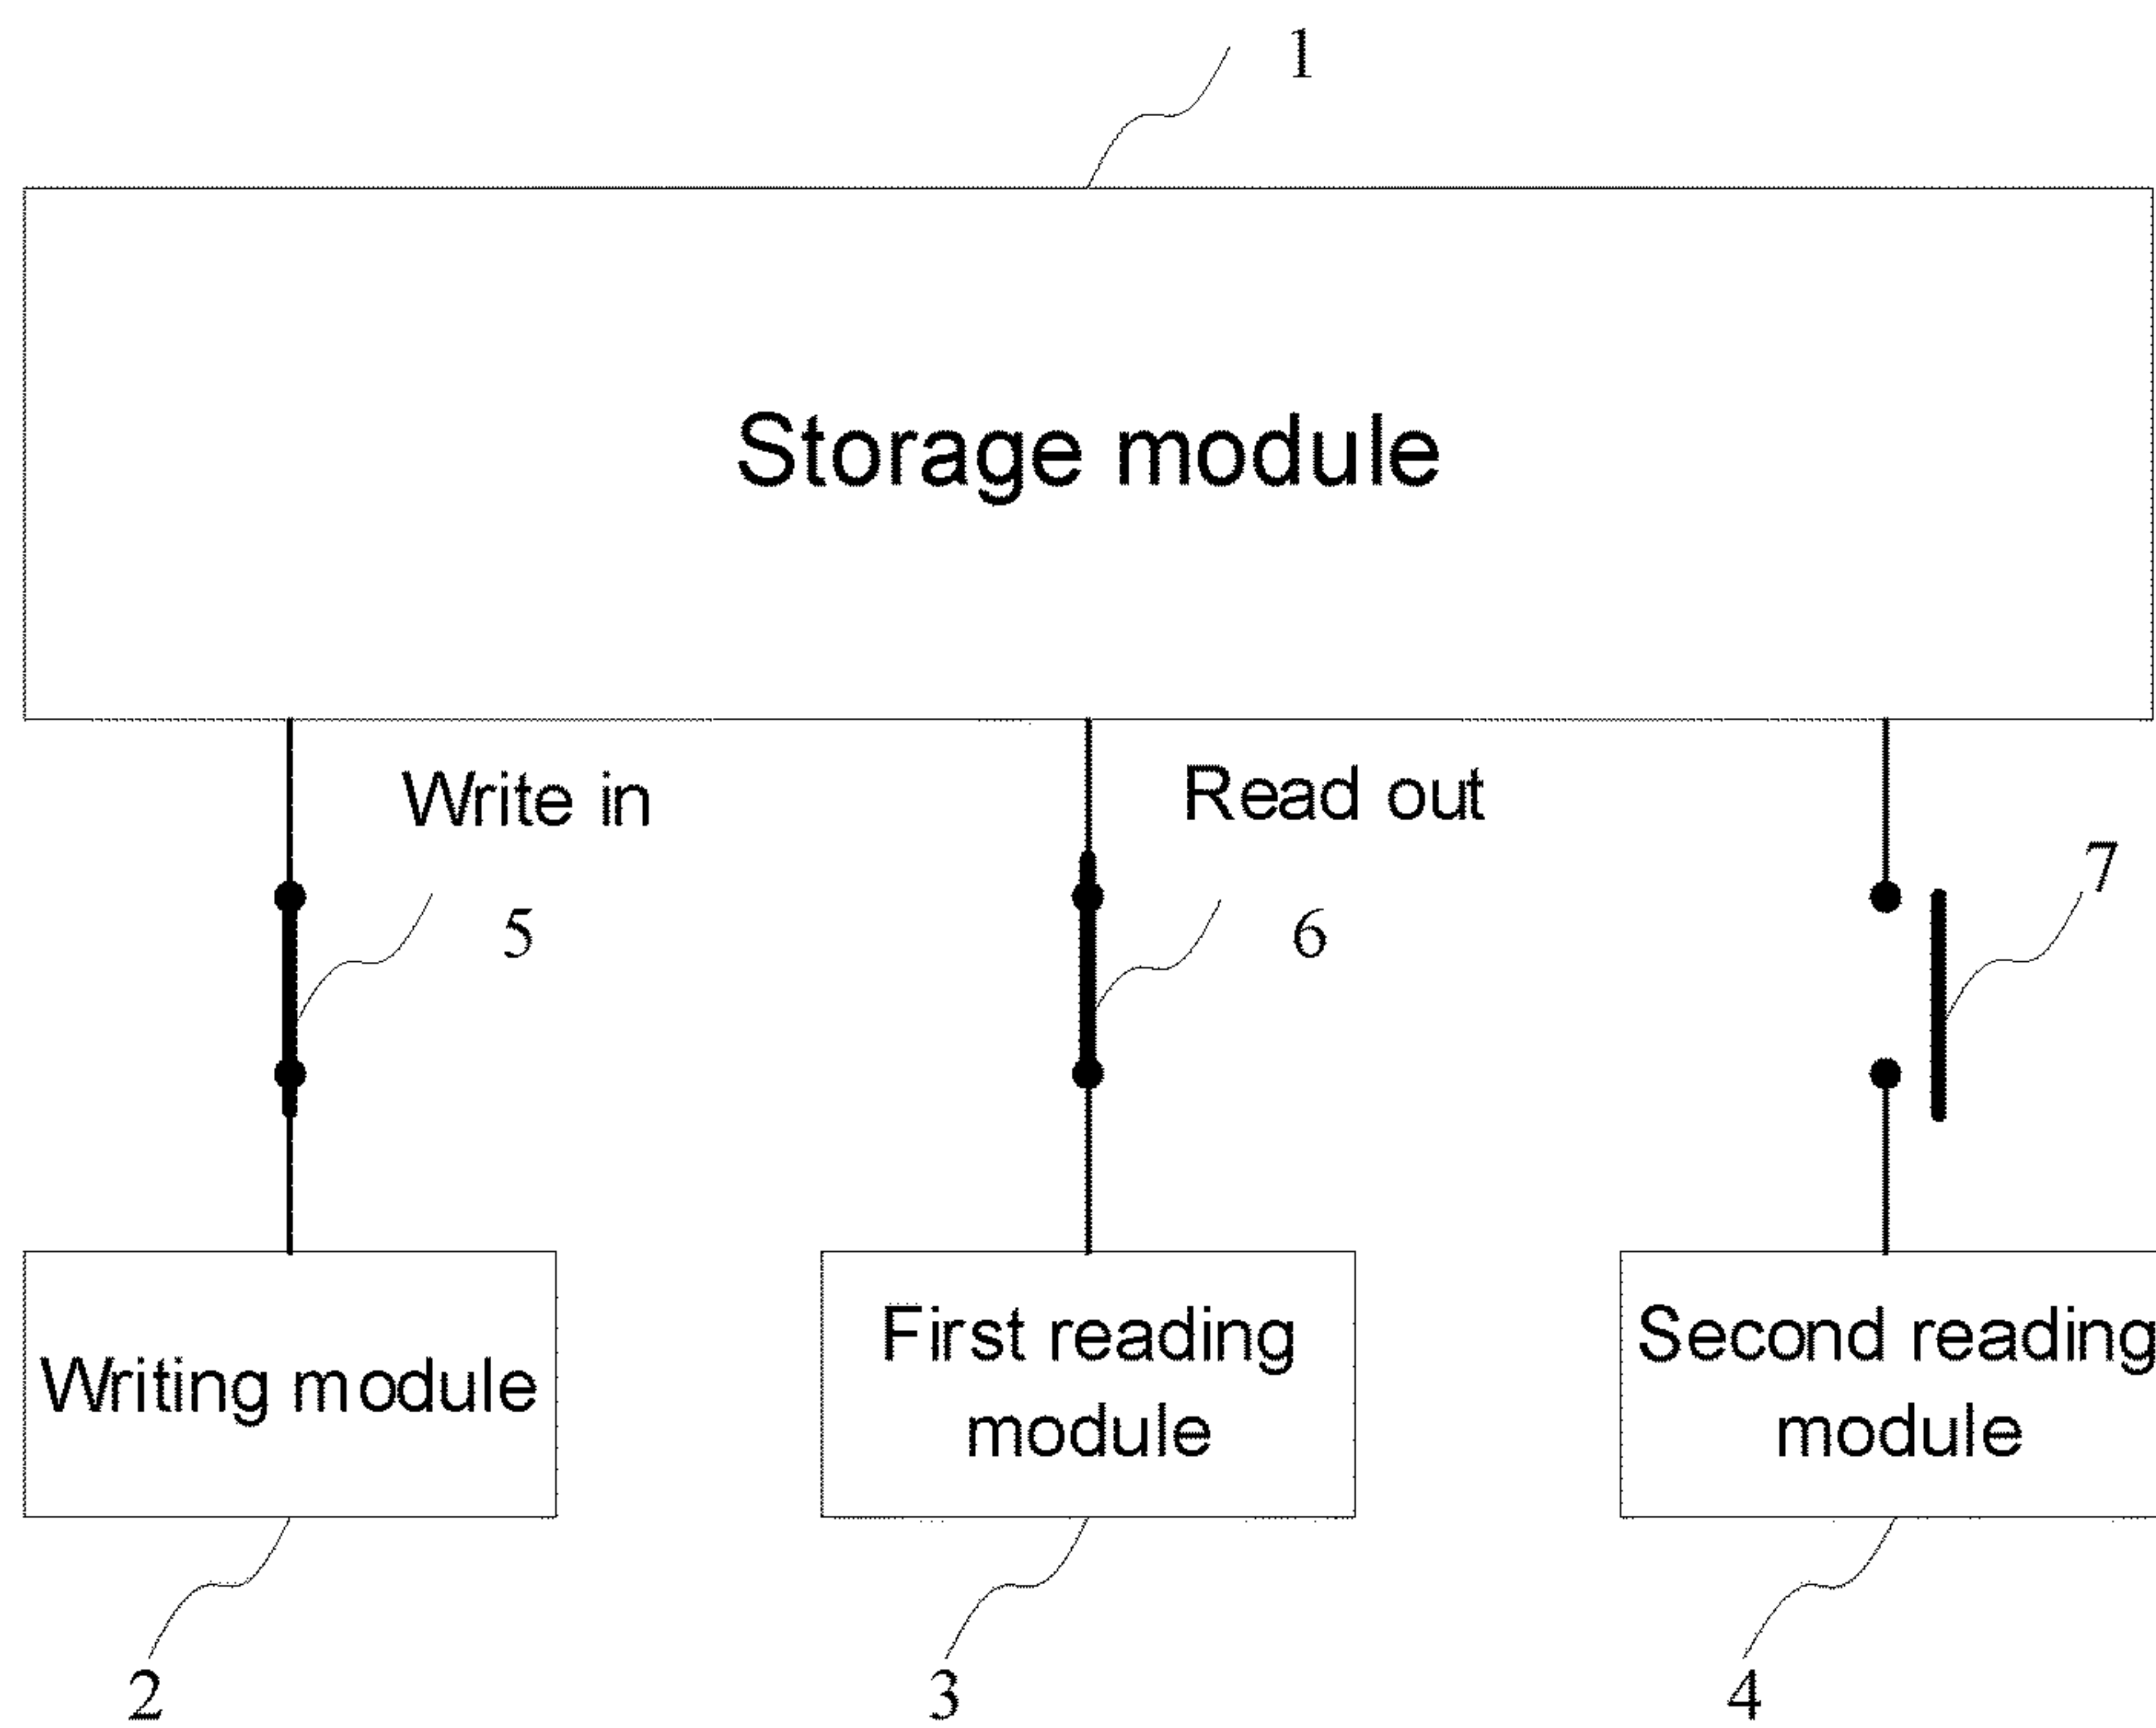 1
Storage module
Write in
Read out
7
5
6
Writing module
First reading
module
Second reading
module
2
3
4